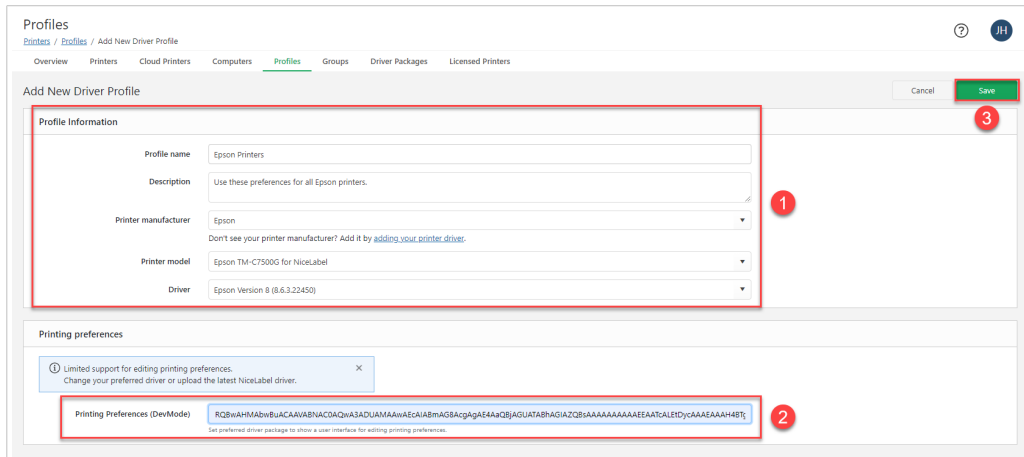 Profiles
Printers / Profiles / Add New Driver Profile
JH
Overview Printers Cloud Printers Computers Profiles Groups Driver Packages Licensed Printers
Add New Driver Profile
Cancel Save
3
Profile Information
Profile name Epson Printers
Description Use these preferences for all Epson printers.
1
Printer manufacturer Epson
Don't see your printer manufacturer? Add it by adding your printer driver.
Printer model Epson TM-C7500G for NiceLabel
Driver Epson Version 8 (8.6.3.22450)
Printing preferences
Limited support for editing printing preferences.
Change your preferred driver or upload the latest NiceLabel driver.
Printing Preferences (DevMode)
2
Set preferred driver package to show a user interface for editing printing preferences.